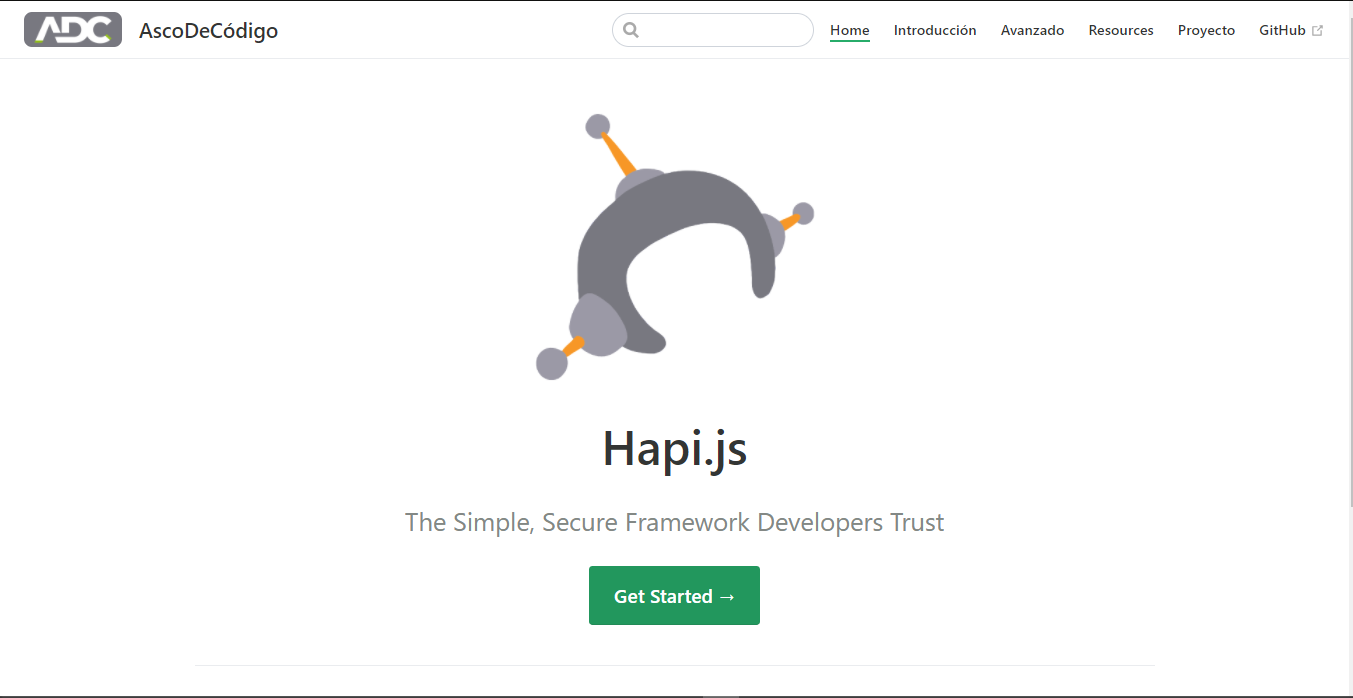 ADC AscoDeCódigo Home Introducción Avanzado Resources Proyecto GitHub
Hapi.js
The Simple, Secure Framework Developers Trust
Get Started →